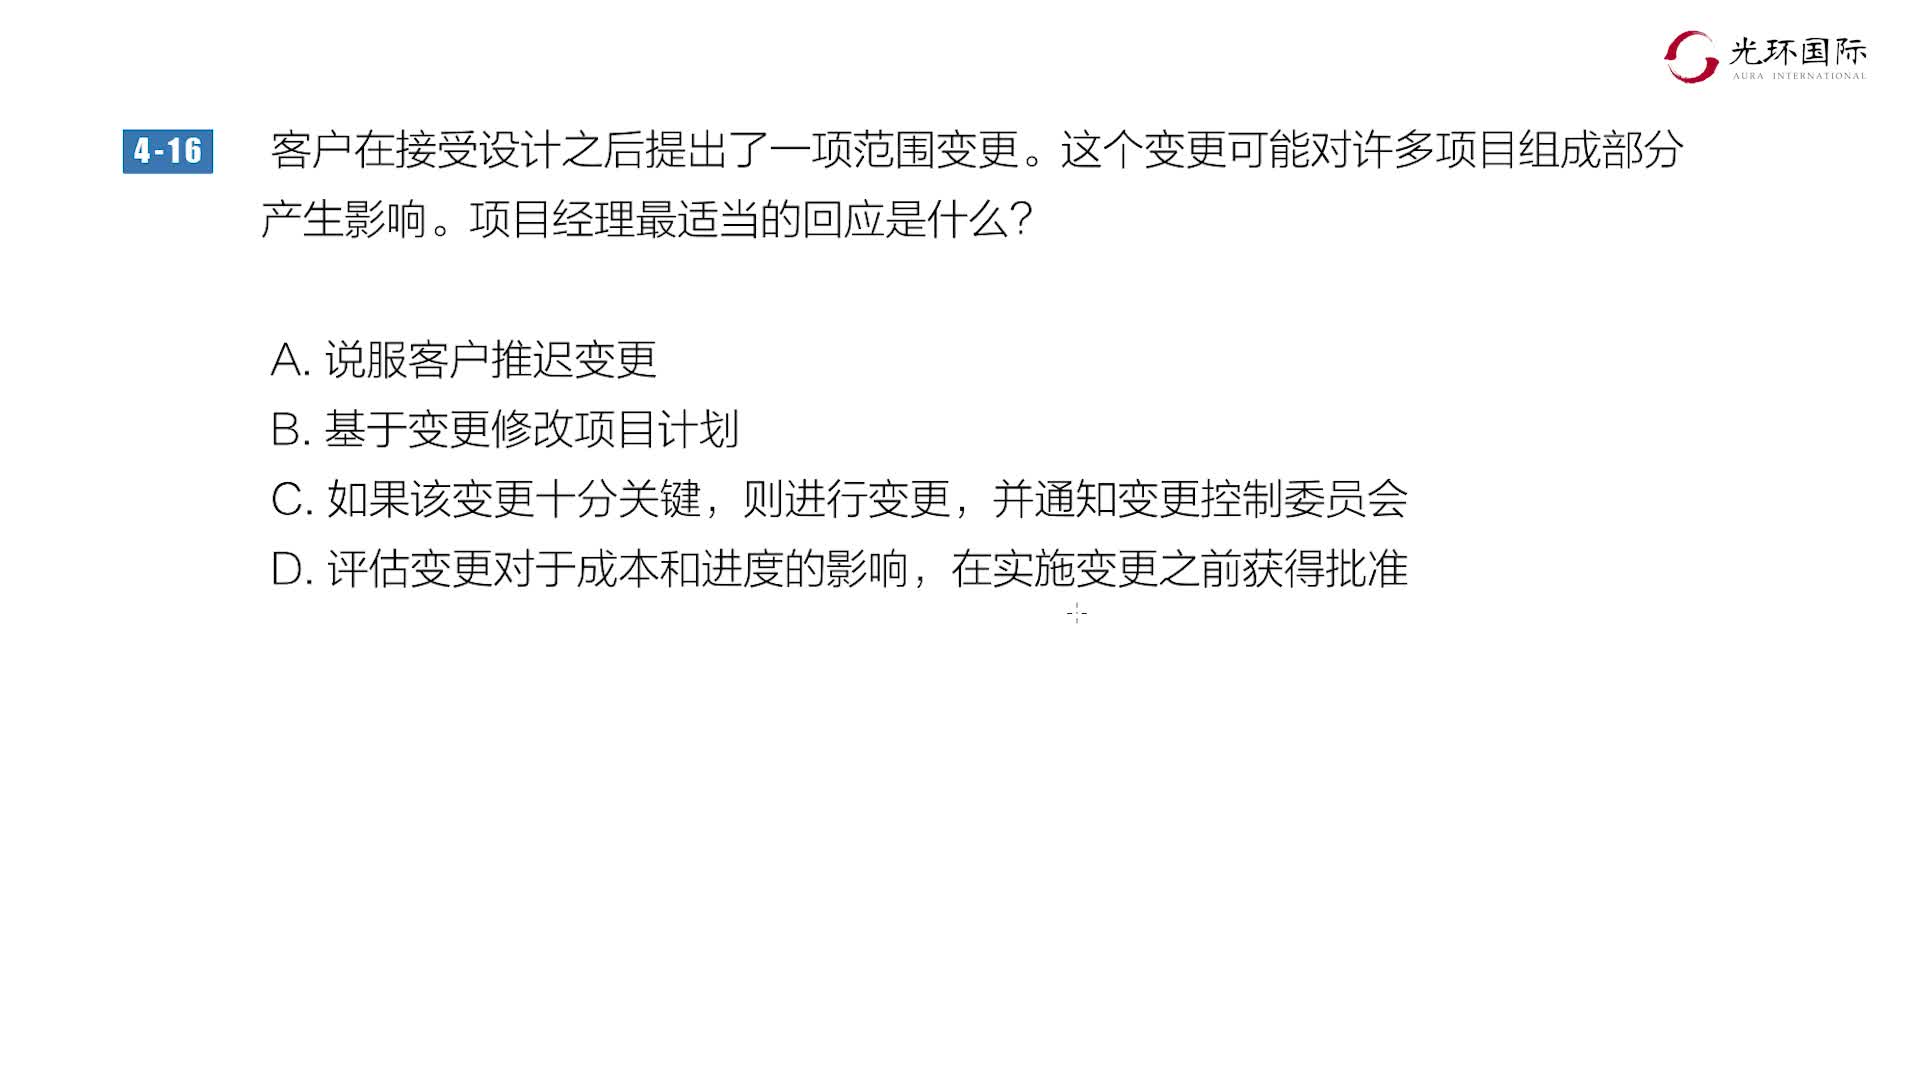 光环国际
AURA INTERNATIONAL
4-16 客户在接受设计之后提出了一项范围变更。这个变更可能对许多项目组成部分
产生影响。项目经理最适当的回应是什么？
A. 说服客户推迟变更
B. 基于变更修改项目计划
C. 如果该变更十分关键，则进行变更，并通知变更控制委员会
D. 评估变更对于成本和进度的影响，在实施变更之前获得批准